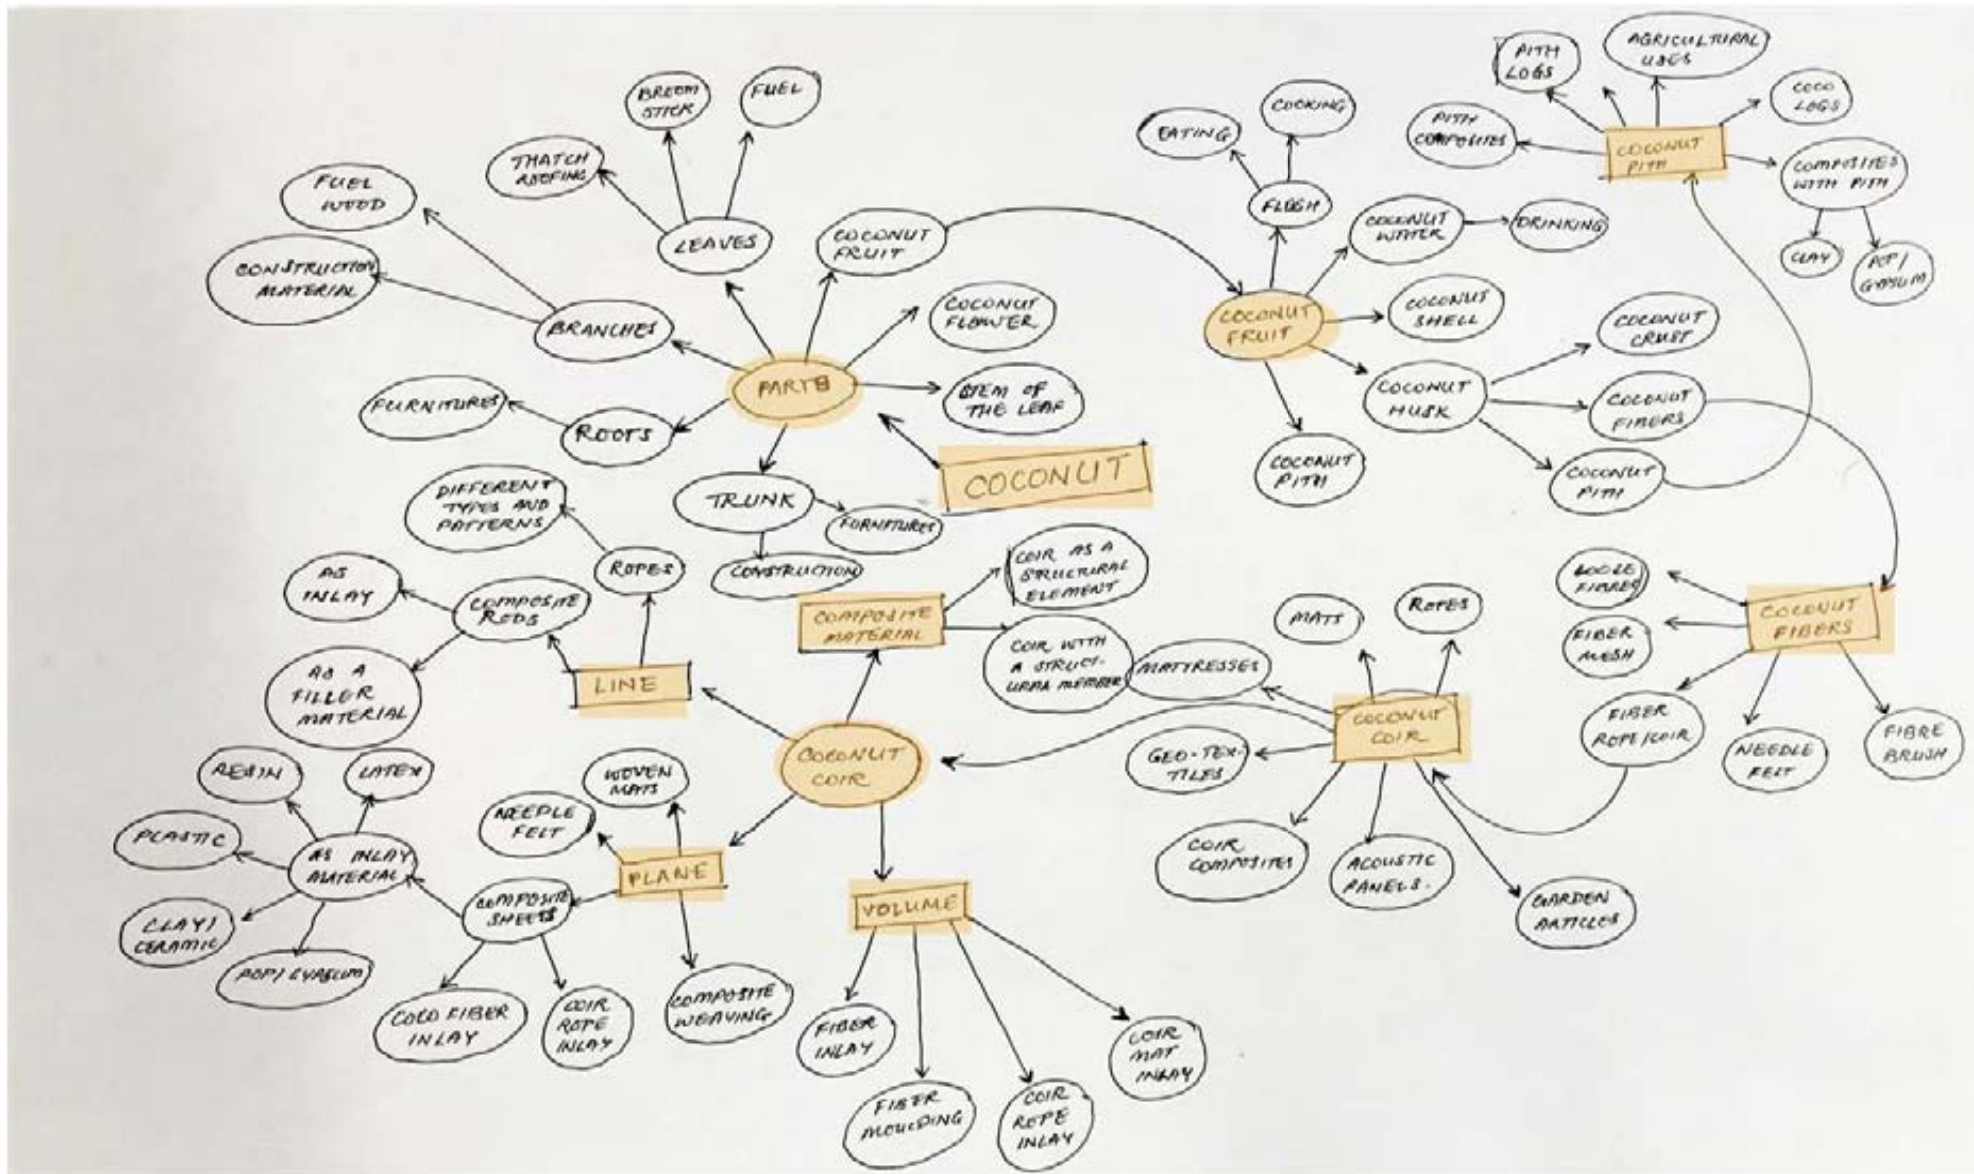 PITH
LOGS
AGRICULTURAL
USES
COCO
LOGS
PITH
COMPOSITES
COCONUT
PITH
COMPOSITES
WITH PITH
CLAY
POP/
GYPSUM
BROOM
STICK
FUEL
THATCH
ROOFING
FUEL
WOOD
CONSTRUCTION
MATERIAL
LEAVES
COCONUT
FRUIT
BRANCHES
COCONUT
FLOWER
PARTS
STEM OF
THE LEAF
FURNITURES
ROOTS
COCONUT
TRUNK
FURNITURES
CONSTRUCTION
EATING
COOKING
FLESH
COCONUT
WATER
DRINKING
COCONUT
FRUIT
COCONUT
SHELL
COCONUT
HUSK
COCONUT
CRUST
COCONUT
FIBERS
COCONUT
PITH
COCONUT
PITH
DIFFERENT
TYPES AND
PATTERNS
ROPES
AS
INLAY
COMPOSITE
RODS
AS A
FILLER
MATERIAL
LINE
COMPOSITE
MATERIAL
COIR AS A
STRUCTURAL
ELEMENT
COIR WITH
A STRUCT-
URAL MEMBER
MATTRESSES
MATS
ROPES
COCONUT
COIR
GEO-TEX-
TILES
COIR
COMPOSITES
ACOUSTIC
PANELS.
GARDEN
ARTICLES
LOOSE
FIBRES
FIBER
MESH
COCONUT
FIBERS
FIBER
ROPE/COIR
NEEDLE
FELT
FIBRE
BRUSH
COCONUT
COIR
RESIN
LATEX
PLASTIC
AS INLAY
MATERIAL
CLAY/
CERAMIC
POP/GYPSUM
NEEDLE
FELT
WOVEN
MATS
PLANE
COMPOSITE
SHEETS
COCO FIBER
INLAY
COIR
ROPE
INLAY
COMPOSITE
WEAVING
VOLUME
FIBER
INLAY
FIBER
MOULDING
COIR
ROPE
INLAY
COIR
MAT
INLAY